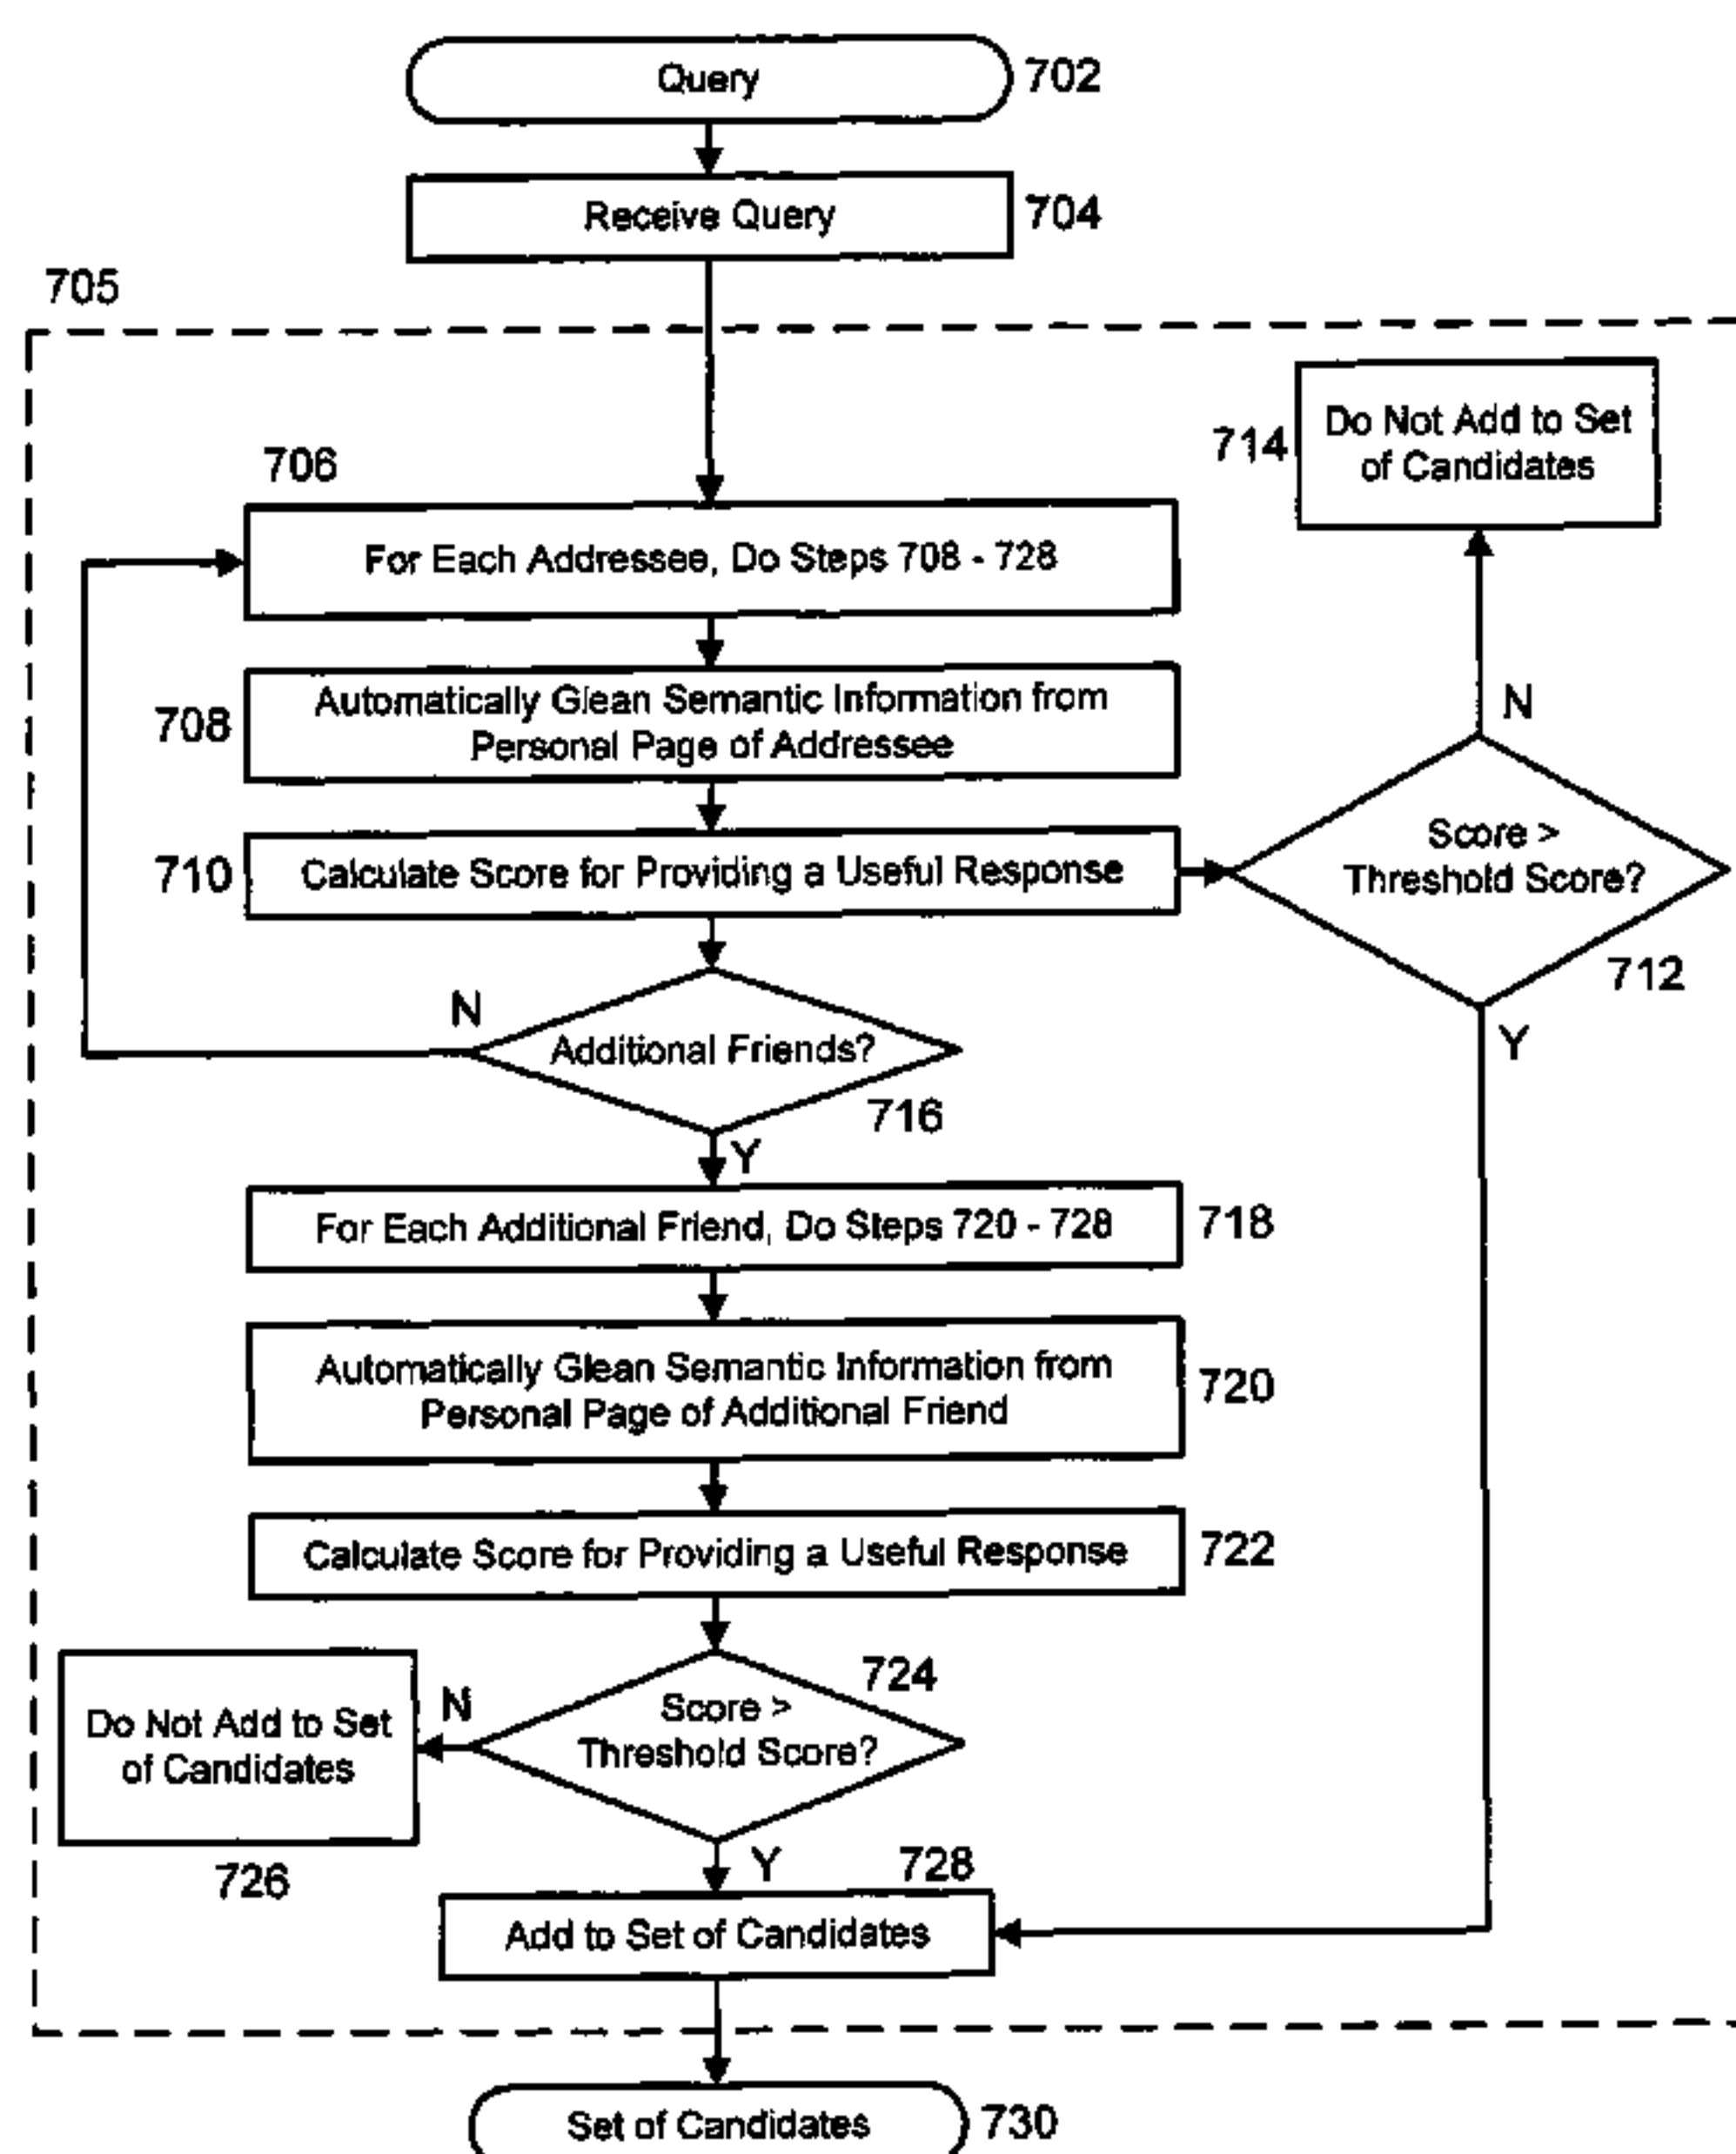 Query
702
Receive Query
704
705
706
For Each Addressee, Do Steps 708 - 728
714
Do Not Add to Set
of Candidates
708
Automatically Glean Semantic Information from
Personal Page of Addressee
N
710
Calculate Score for Providing a Useful Response
Score >
Threshold Score?
712
N
Additional Friends?
Y
716
Y
For Each Additional Friend, Do Steps 720 - 728
718
Automatically Glean Semantic Information from
Personal Page of Additional Friend
720
Calculate Score for Providing a Useful Response
722
724
Do Not Add to Set
of Candidates
N
Score >
Threshold Score?
726
Y
728
Add to Set of Candidates
Set of Candidates
730